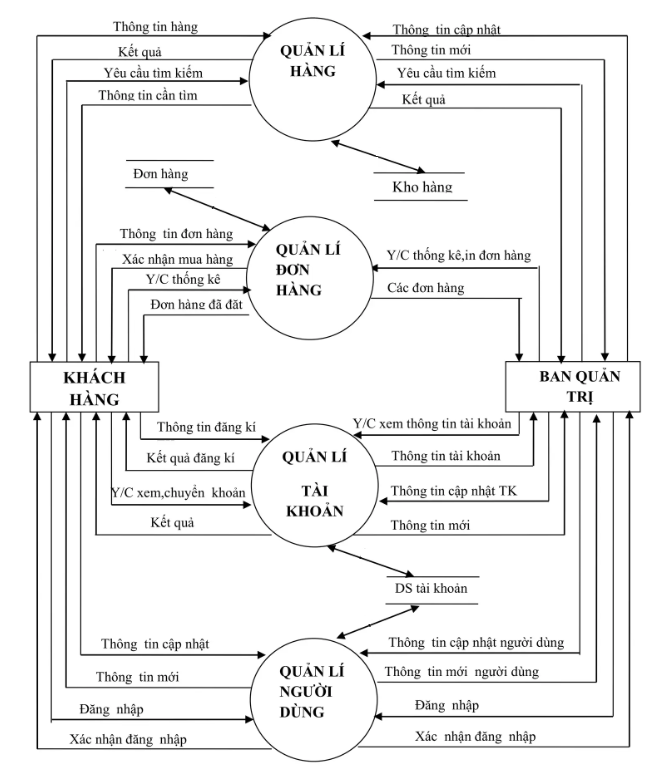 Thông tin hàng
Thông tin cập nhật
Kết quả
QUẢN LÍ
HÀNG
Thông tin mới
Yêu cầu tìm kiếm
Yêu cầu tìm kiếm
Thông tin cần tìm
Kết quả
Đơn hàng
Kho hàng
Thông tin đơn hàng
QUẢN LÍ
ĐƠN
HÀNG
Y/C thống kê,in đơn hàng
Xác nhận mua hàng
Y/C thống kê
Các đơn hàng
Đơn hàng đã đăt
KHÁCH
HÀNG
BAN QUẢN
TRỊ
Thông tin đăng kí
Y/C xem thông tin tài khoản
Kết quả đăng kí
QUẢN LÍ
TÀI
KHOẢN
Thông tin tài khoản
Y/C xem,chuyển khoản
Thông tin cập nhật TK
Kết quả
Thông tin mới
DS tài khoản
Thông tin cập nhật
Thông tin cập nhật người dùng
QUẢN LÍ
NGƯỜI
DÙNG
Thông tin mới
Thông tin mới người dùng
Đăng nhập
Đăng nhập
Xác nhận đăng nhập
Xác nhận đăng nhập